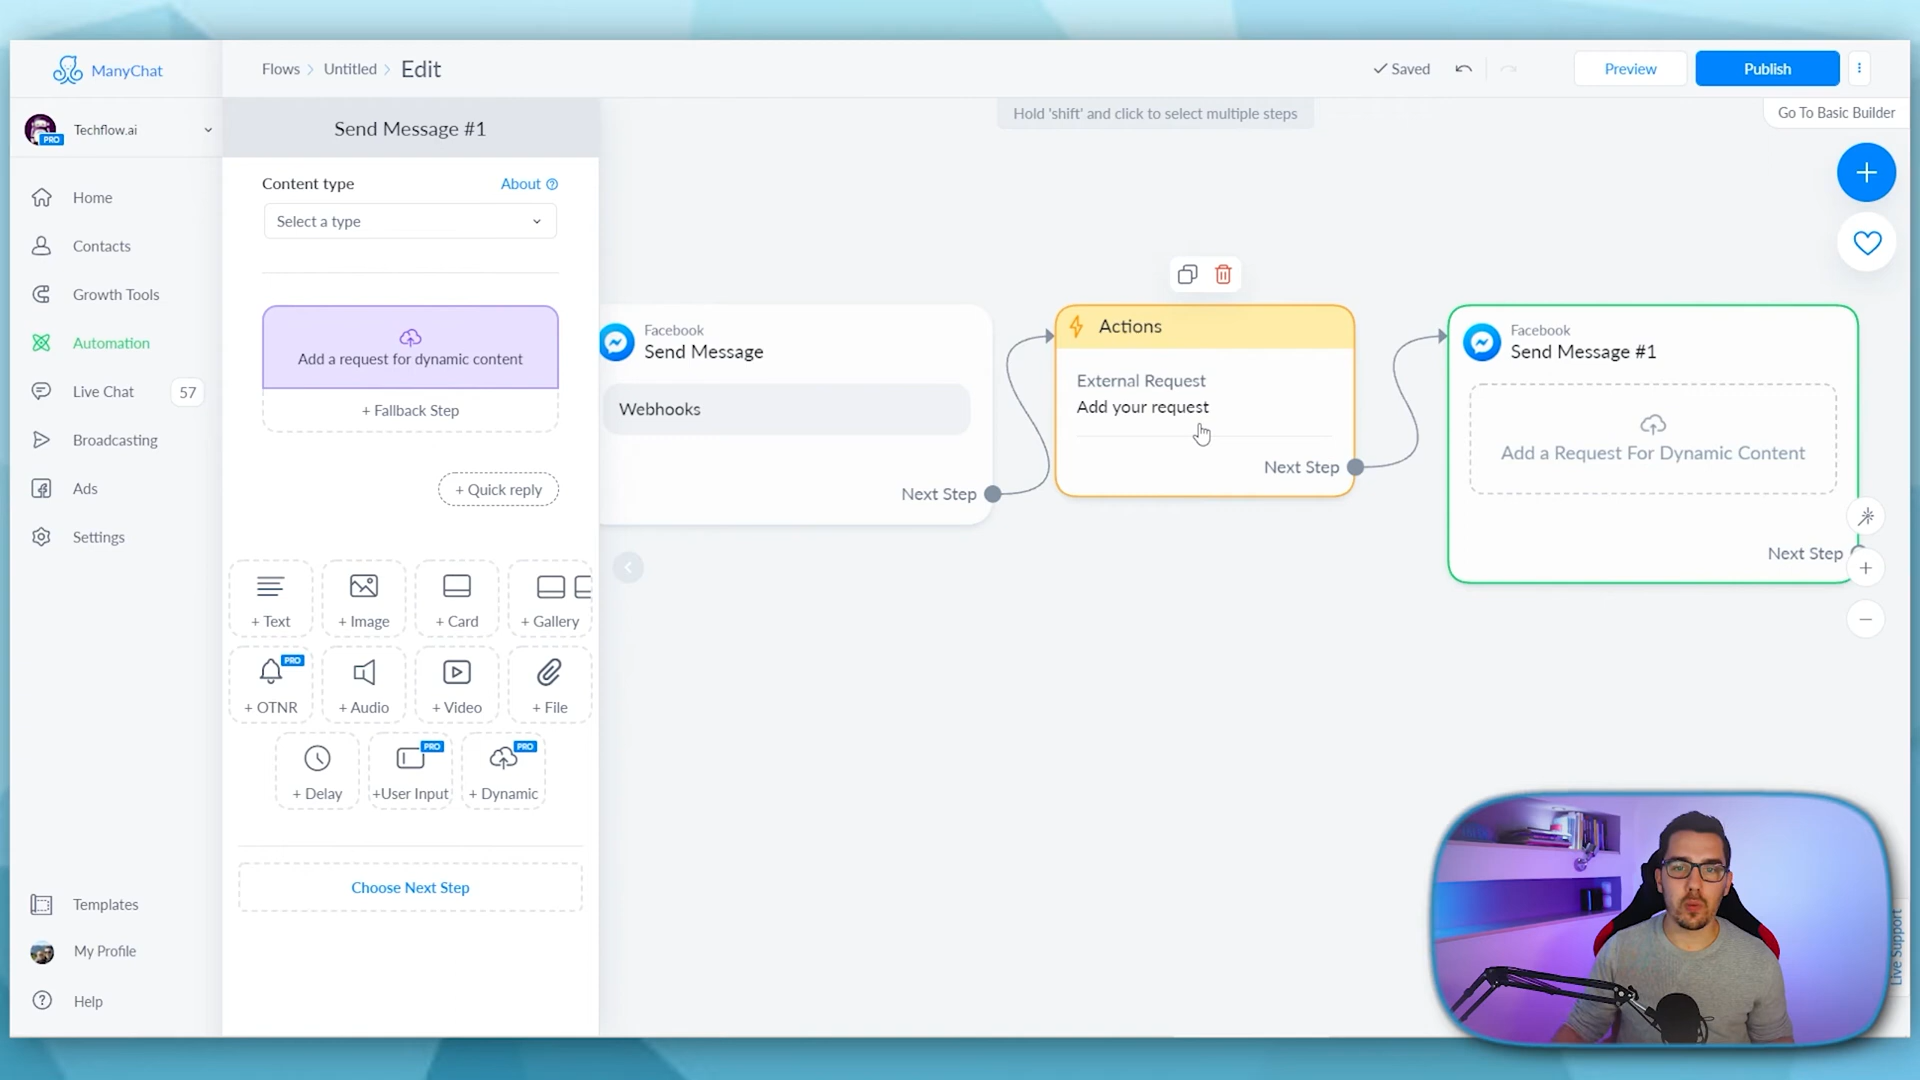 ManyChat
Flows > Untitled > Edit
Saved
Preview
Publish
Techflow.ai
PRO
Home
Contacts
Growth Tools
Automation
Live Chat
57
Broadcasting
Ads
Settings
Templates
My Profile
Help
Send Message #1
Content type
About
Select a type
Add a request for dynamic content
+ Fallback Step
+ Quick reply
+ Text
+ Image
+ Card
+ Gallery
PRO
+ OTNR
+ Audio
+ Video
+ File
PRO
PRO
+ Delay
+User Input
+ Dynamic
Choose Next Step
Hold 'shift' and click to select multiple steps
Go To Basic Builder
Facebook
Send Message
Webhooks
Next Step
Actions
External Request
Add your request
Next Step
Facebook
Send Message #1
Add a Request For Dynamic Content
Next Step
Live Support